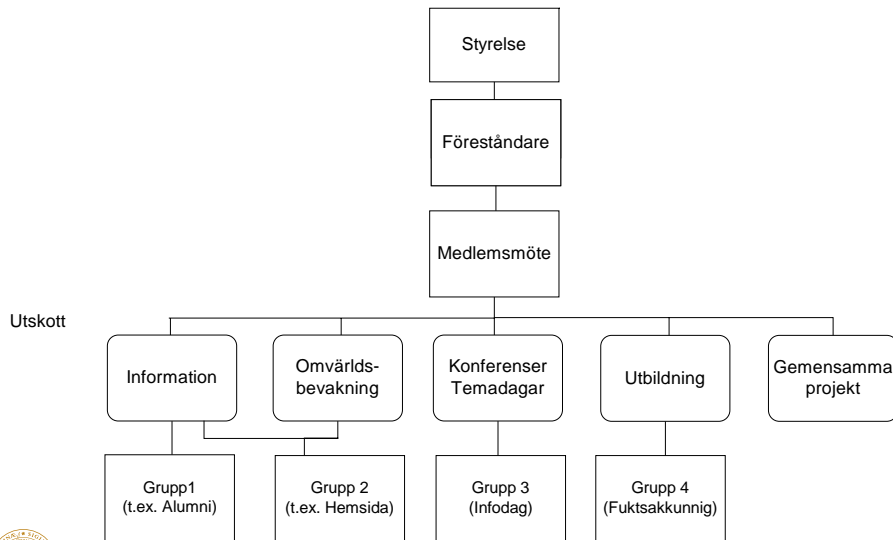 Styrelse
Föreståndare
Medlemsmöte
Utskott
Information
Omvärlds-
bevakning
Konferenser
Temadagar
Utbildning
Gemensamma
projekt
Grupp1
(t.ex. Alumni)
Grupp 2
(t.ex. Hemsida)
Grupp 3
(Infodag)
Grupp 4
(Fuktsakkunnig)